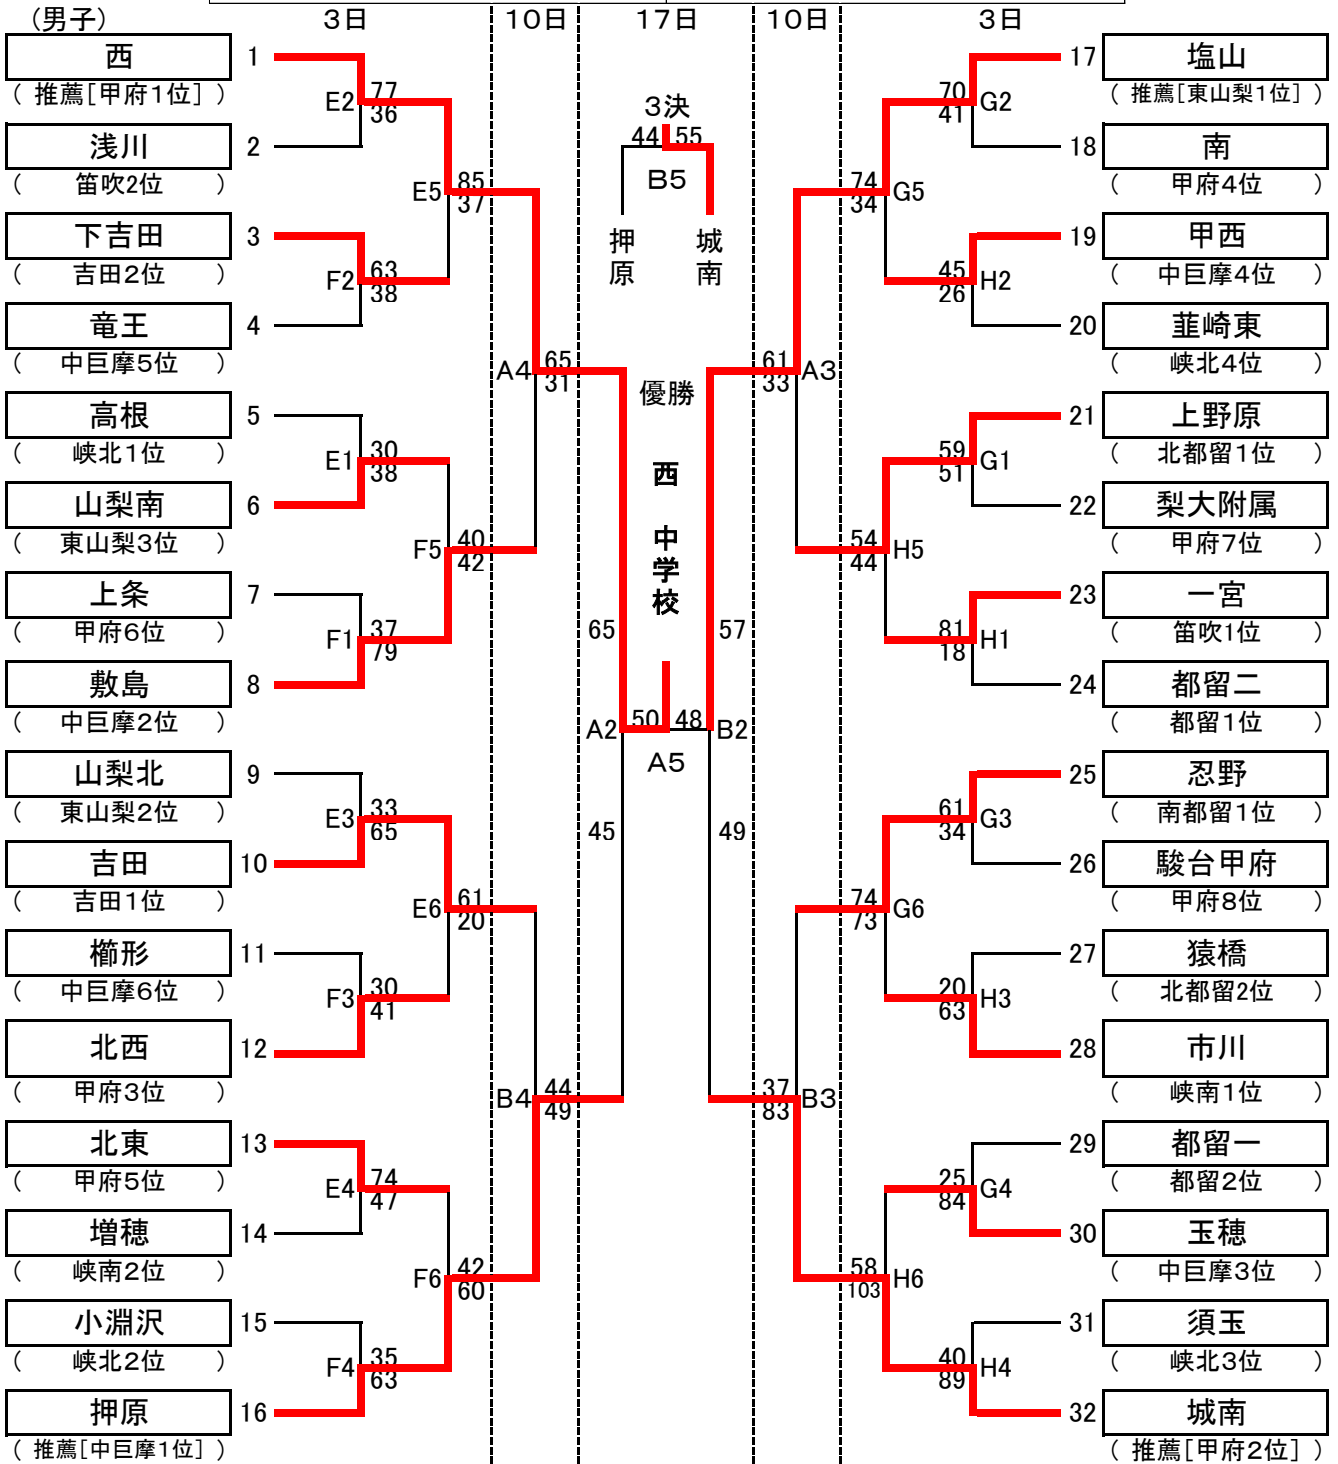 (男子)
3日
10日
17日
10日
3日
西
1
( 推薦[甲府1位] )
浅川
2
( 笛吹2位 )
E2
77
36
下吉田
3
( 吉田2位 )
竜王
4
( 中巨摩5位 )
F2
63
38
E5
85
37
高根
5
( 峡北1位 )
山梨南
6
( 東山梨3位 )
E1
30
38
上条
7
( 甲府6位 )
敷島
8
( 中巨摩2位 )
F1
37
79
F5
40
42
A4
65
31
山梨北
9
( 東山梨2位 )
吉田
10
( 吉田1位 )
E3
33
65
櫛形
11
( 中巨摩6位 )
北西
12
( 甲府3位 )
F3
30
41
E6
61
20
北東
13
( 甲府5位 )
増穂
14
( 峡南2位 )
E4
74
47
小淵沢
15
( 峡北2位 )
押原
16
( 推薦[中巨摩1位] )
F4
35
63
F6
42
60
B4
44
49
3決
44 55
B5
押原
城南
優勝
西中学校
65
57
A2
50 48
B2
A5
45
49
17
塩山
( 推薦[東山梨1位] )
18
南
( 甲府4位 )
70
41
G2
19
甲西
( 中巨摩4位 )
20
韮崎東
( 峡北4位 )
45
26
H2
74
34
G5
21
上野原
( 北都留1位 )
22
梨大附属
( 甲府7位 )
59
51
G1
23
一宮
( 笛吹1位 )
24
都留二
( 都留1位 )
81
18
H1
54
44
H5
61
33
A3
25
忍野
( 南都留1位 )
26
駿台甲府
( 甲府8位 )
61
34
G3
27
猿橋
( 北都留2位 )
28
市川
( 峡南1位 )
20
63
H3
74
73
G6
29
都留一
( 都留2位 )
30
玉穂
( 中巨摩3位 )
25
84
G4
31
須玉
( 峡北3位 )
32
城南
( 推薦[甲府2位] )
40
89
H4
58
103
H6
37
83
B3